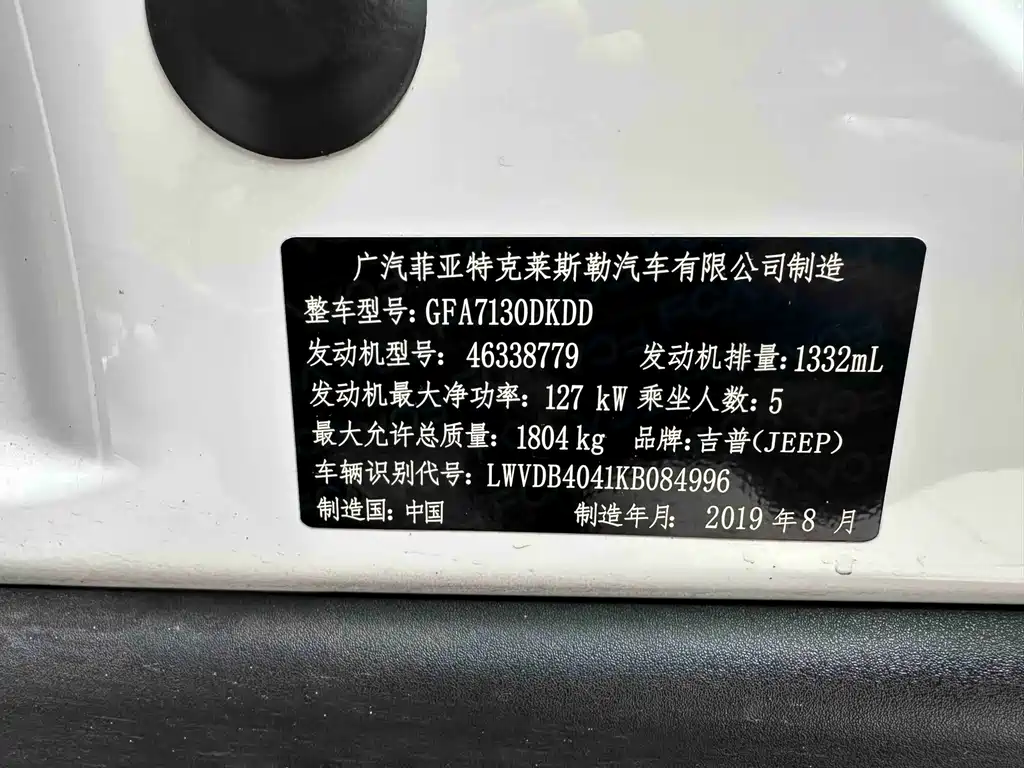 广汽菲亚特克莱斯勒汽车有限公司制造
整车型号: GFA7130DKDD
发动机型号: 46338779 发动机排量: 1332mL
发动机最大净功率: 127 kW 乘坐人数: 5
最大允许总质量: 1804 kg 品牌: 吉普(JEEP)
车辆识别代号: LWVDB4041KB084996
制造国: 中国 制造年月: 2019 年 8 月